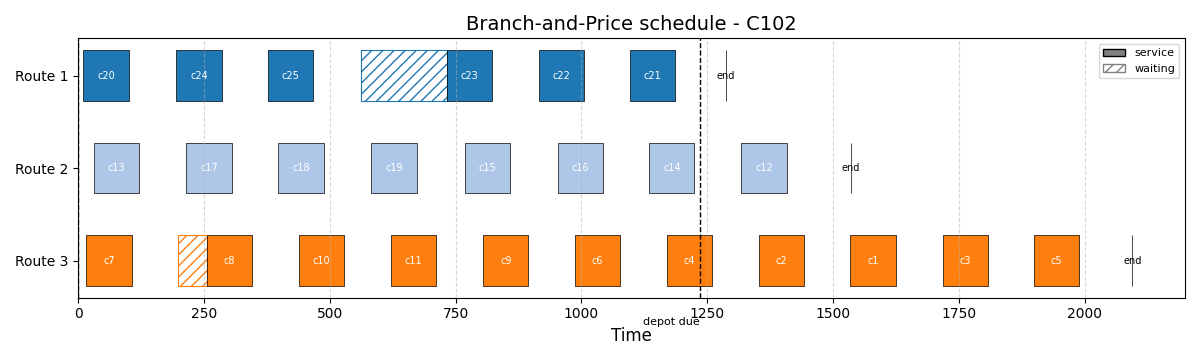 Branch-and-Price schedule - C102
Route 1
c20 c24 c25 c23 c22 c21 end
service
waiting
Route 2
c13 c17 c18 c19 c15 c16 c14 c12 end
Route 3
c7 c8 c10 c11 c9 c6 c4 c2 c1 c3 c5 end
0 250 500 750 1000 1250 1500 1750 2000
depot due
Time